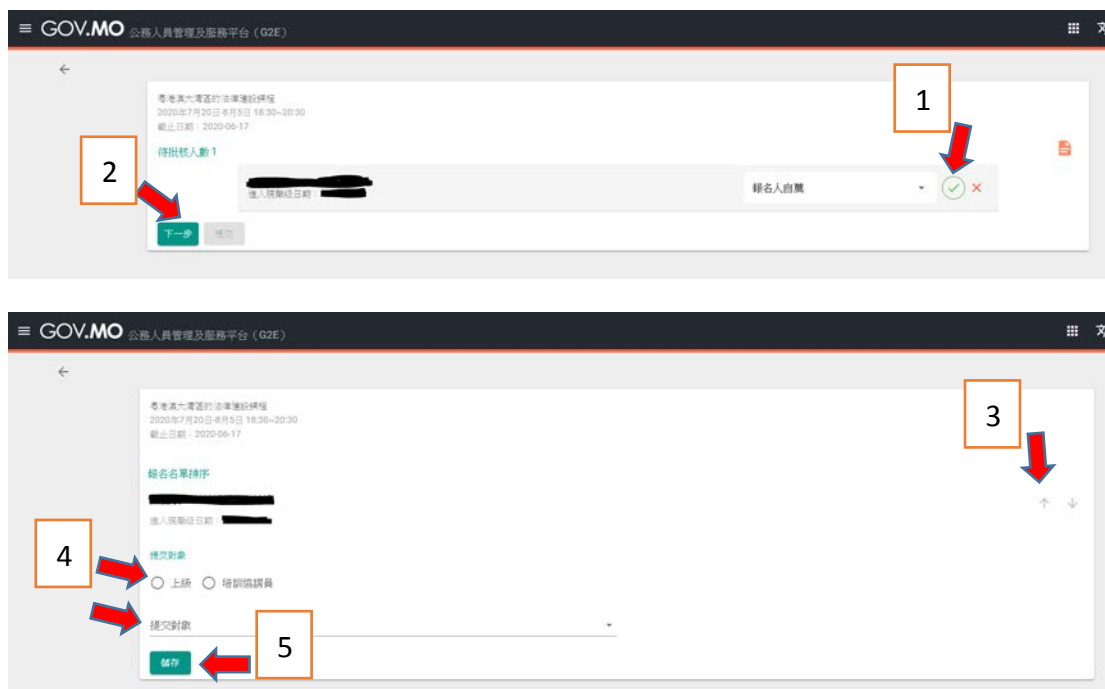 GOV.MO 公務人員管理及服務平台（G2E）
粵港澳大灣區的法律建設課程
2020年7月20日-8月5日 18:30~20:30
截止日期：2020-06-17
待批核人數 1
1
2
進入現職級日期：
報名人自薦
下一步 提交
GOV.MO 公務人員管理及服務平台（G2E）
粵港澳大灣區的法律建設課程
2020年7月20日-8月5日 18:30~20:30
截止日期：2020-06-17
3
報名名單排序
進入現職級日期：
提交對象
4
上級 培訓協調員
提交對象
儲存
5